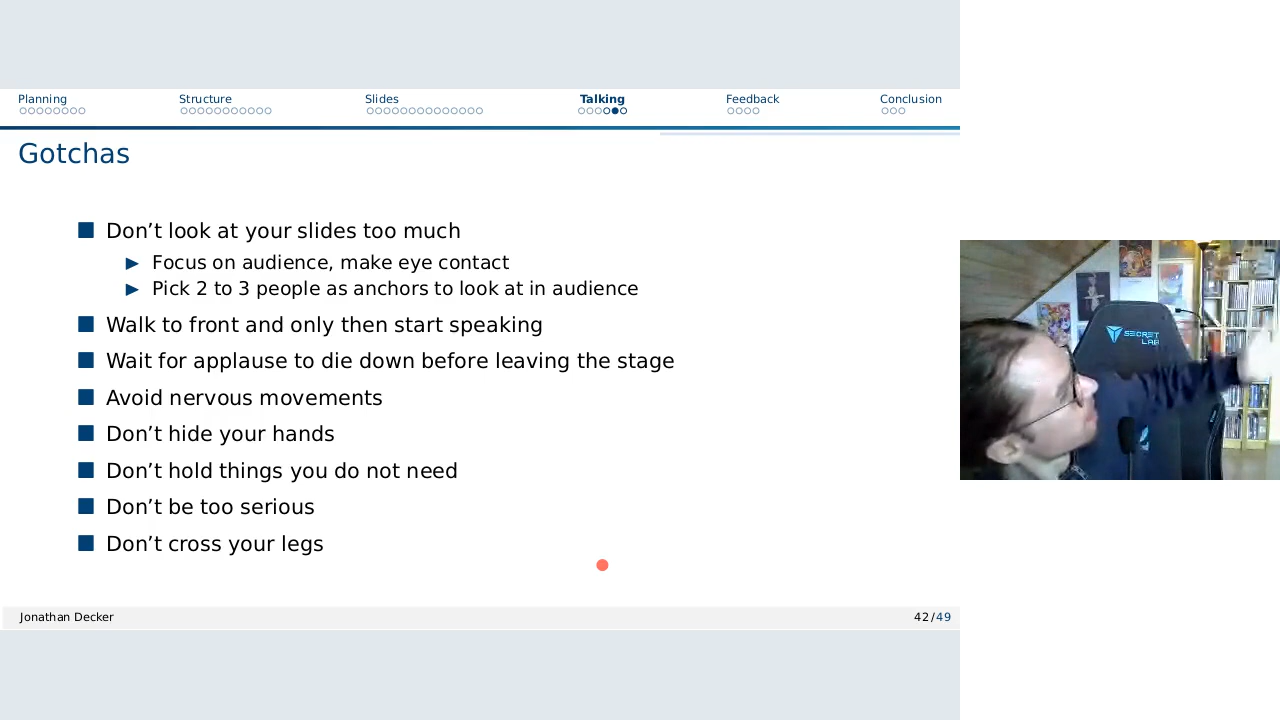 Planning
Structure
Slides
Talking
Feedback
Conclusion
Gotchas
Don't look at your slides too much
Focus on audience, make eye contact
Pick 2 to 3 people as anchors to look at in audience
Walk to front and only then start speaking
Wait for applause to die down before leaving the stage
Avoid nervous movements
Don't hide your hands
Don't hold things you do not need
Don't be too serious
Don't cross your legs
Jonathan Decker
42/49
SECRET
LAB